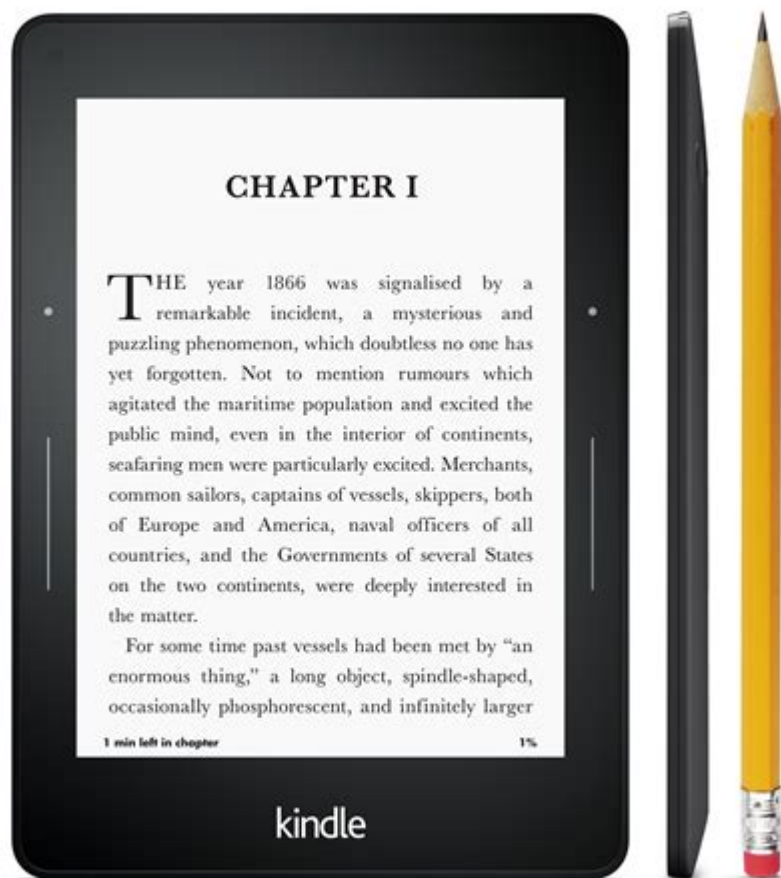 CHAPTER I
THE year 1866 was signalised by a
remarkable incident, a mysterious and
puzzling phenomenon, which doubtless no one has
yet forgotten. Not to mention rumours which
agitated the maritime population and excited the
public mind, even in the interior of continents,
seafaring men were particularly excited. Merchants,
common sailors, captains of vessels, skippers, both
of Europe and America, naval officers of all
countries, and the Governments of several States
on the two continents, were deeply interested in
the matter.
For some time past vessels had been met by “an
enormous thing,” a long object, spindle-shaped,
occasionally phosphorescent, and infinitely larger
1 min left in chapter 1%
kindle